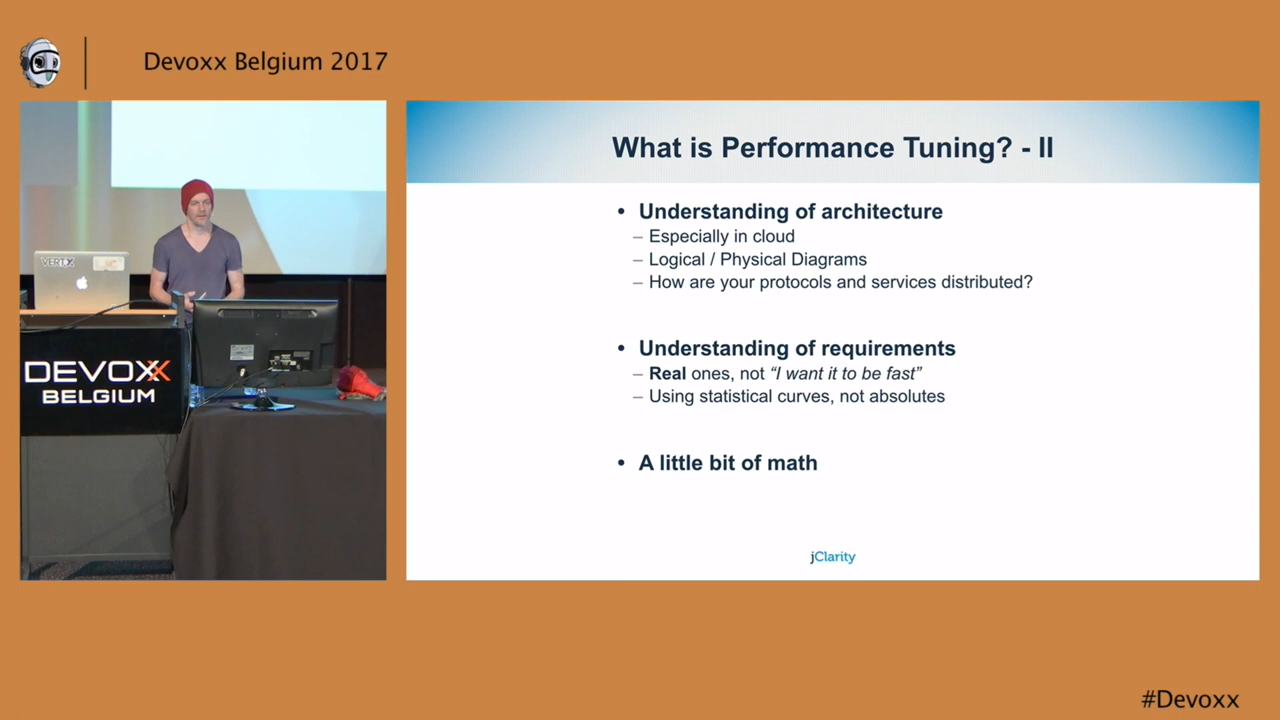 Devoxx Belgium 2017
VERT.X
DEVOXX
BELGIUM
What is Performance Tuning? - II
• Understanding of architecture
– Especially in cloud
– Logical / Physical Diagrams
– How are your protocols and services distributed?
• Understanding of requirements
– Real ones, not “I want it to be fast”
– Using statistical curves, not absolutes
• A little bit of math
jClarity
#Devoxx